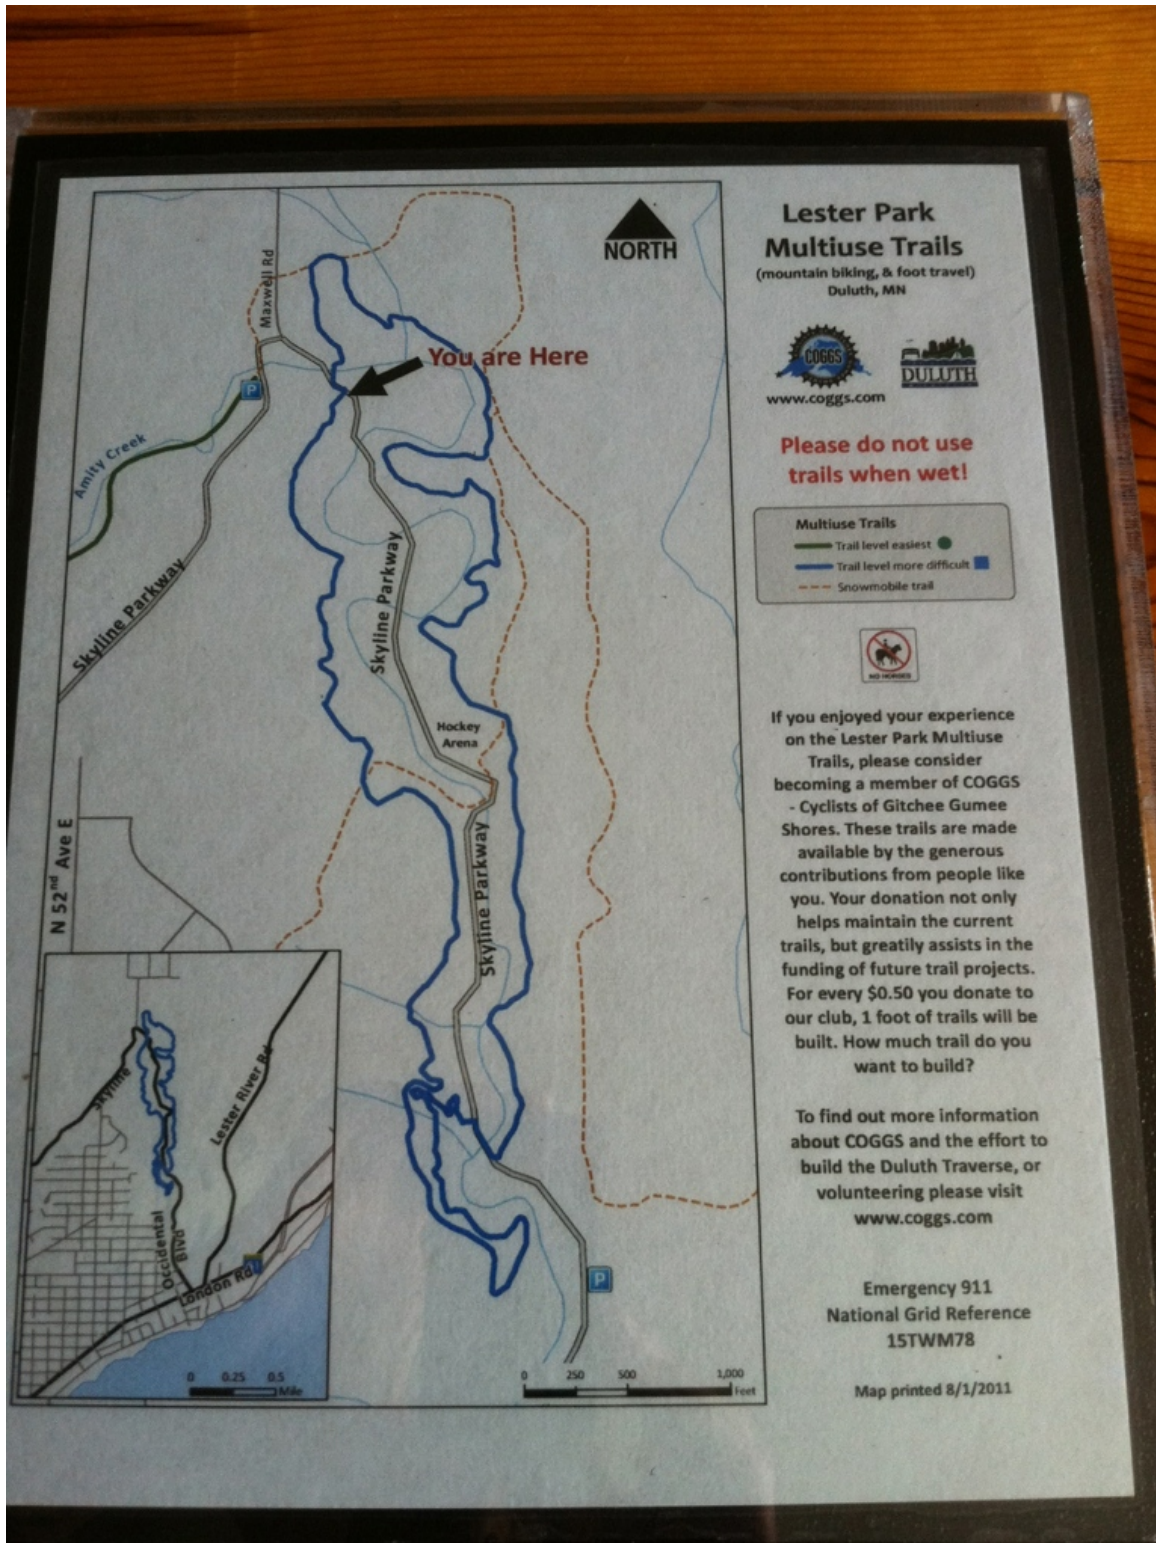 Lester Park
Multiuse Trails
(mountain biking, & foot travel)
Duluth, MN
COGGS
DULUTH
www.coggs.com
Please do not use
trails when wet!
Multiuse Trails
Trail level easiest
Trail level more difficult
Snowmobile trail
NO HORSES
If you enjoyed your experience
on the Lester Park Multiuse
Trails, please consider
becoming a member of COGGS
- Cyclists of Gitchee Gumee
Shores. These trails are made
available by the generous
contributions from people like
you. Your donation not only
helps maintain the current
trails, but greatily assists in the
funding of future trail projects.
For every $0.50 you donate to
our club, 1 foot of trails will be
built. How much trail do you
want to build?
To find out more information
about COGGS and the effort to
build the Duluth Traverse, or
volunteering please visit
www.coggs.com
Emergency 911
National Grid Reference
15TWM78
Map printed 8/1/2011
NORTH
Maxwell Rd
You are Here
P
Amity Creek
Skyline Parkway
Skyline Parkway
Hockey
Arena
Skyline Parkway
N 52nd Ave E
P
0 250 500 1,000
Feet
Skyline
Lester River Rd
Occidental
Blvd
London Rd
0 0.25 0.5
Mile